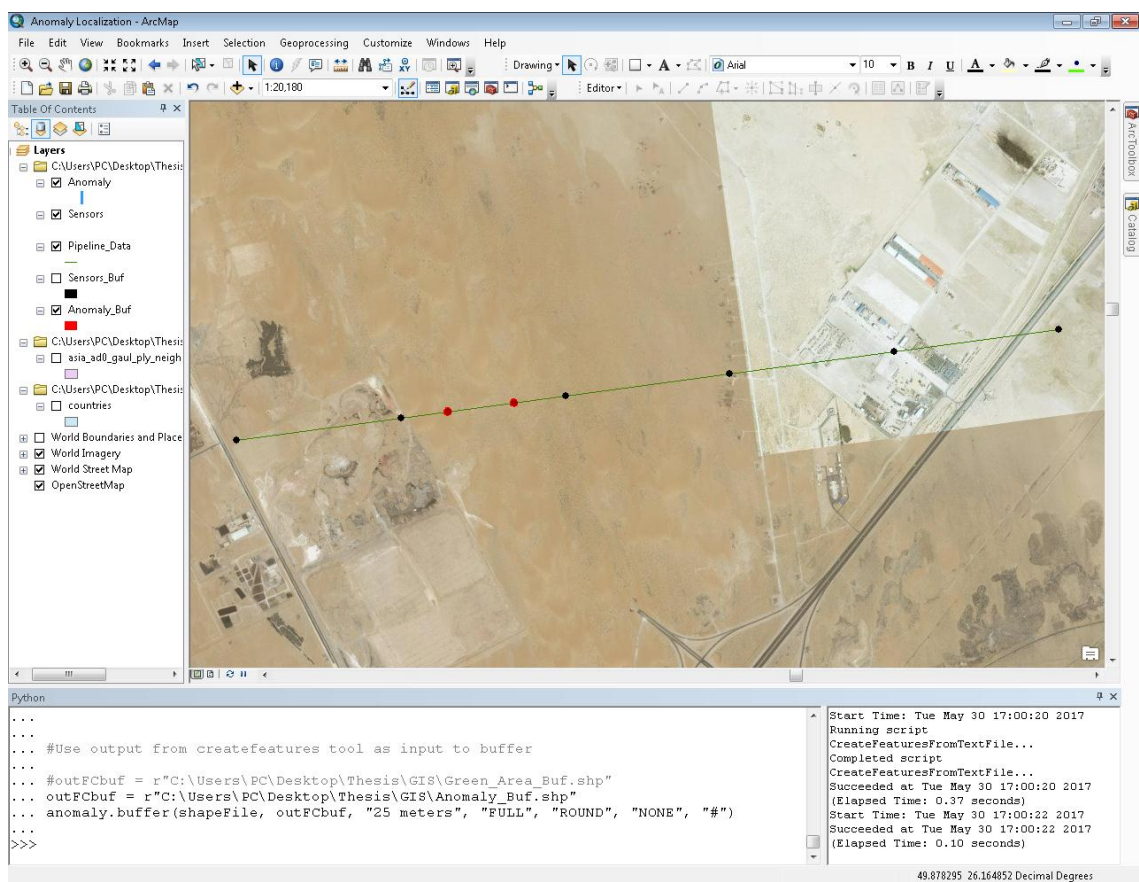 Anomaly Localization - ArcMap
File Edit View Bookmarks Insert Selection Geoprocessing Customize Windows Help
Drawing A Arial 10 B I U A
1:20,180 Editor
Table Of Contents
Layers
C:\Users\PC\Desktop\Thesis
Anomaly
Sensors
Pipeline_Data
Sensors_Buf
Anomaly_Buf
C:\Users\PC\Desktop\Thesis
asia_ad0_gaul_ply_neigh
C:\Users\PC\Desktop\Thesis
countries
World Boundaries and Place
World Imagery
World Street Map
OpenStreetMap
ArcToolbox
Catalog
Python
...
...
... #Use output from createfeatures tool as input to buffer
...
... #outFCbuf = r"C:\Users\PC\Desktop\Thesis\GIS\Green_Area_Buf.shp"
... outFCbuf = r"C:\Users\PC\Desktop\Thesis\GIS\Anomaly_Buf.shp"
... anomaly.buffer(shapeFile, outFCbuf, "25 meters", "FULL", "ROUND", "NONE", "#")
...
>>>
Start Time: Tue May 30 17:00:20 2017
Running script
CreateFeaturesFromTextFile...
Completed script
CreateFeaturesFromTextFile...
Succeeded at Tue May 30 17:00:20 2017
(Elapsed Time: 0.37 seconds)
Start Time: Tue May 30 17:00:22 2017
Succeeded at Tue May 30 17:00:22 2017
(Elapsed Time: 0.10 seconds)
49.878295 26.164852 Decimal Degrees